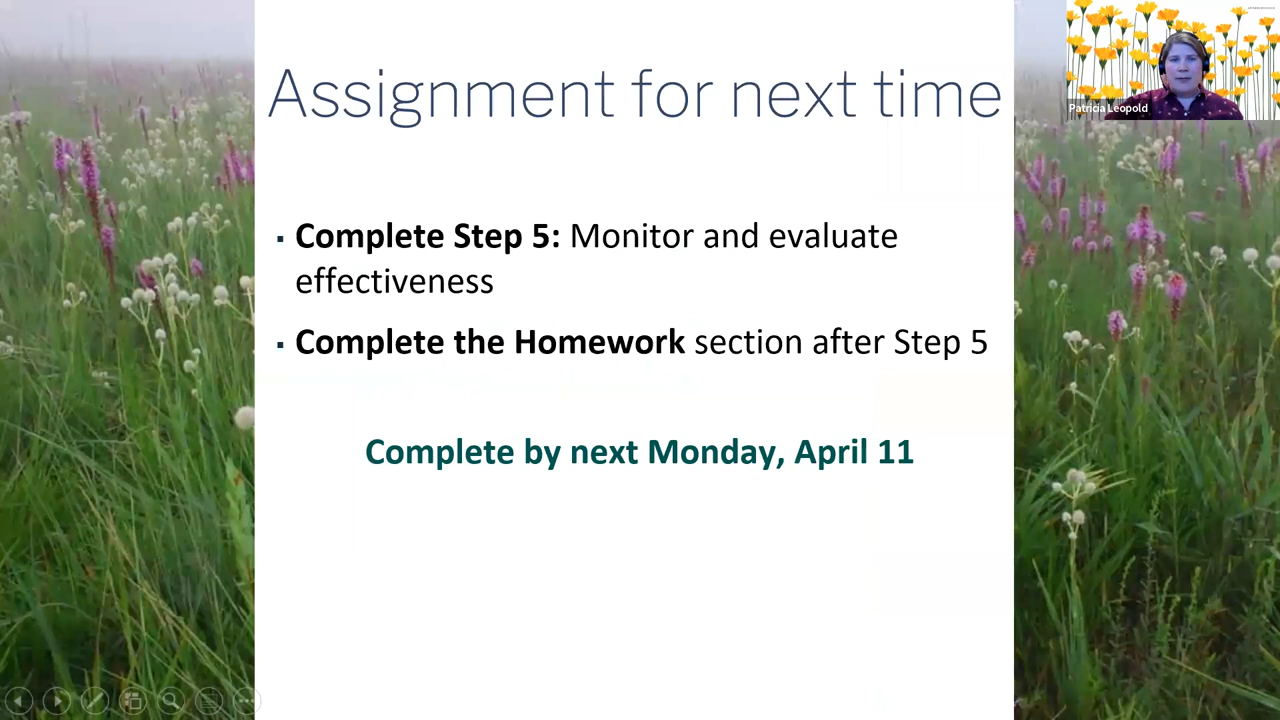 Assignment for next time
Patricia Leopold
▪ Complete Step 5: Monitor and evaluate
effectiveness
▪ Complete the Homework section after Step 5
Complete by next Monday, April 11